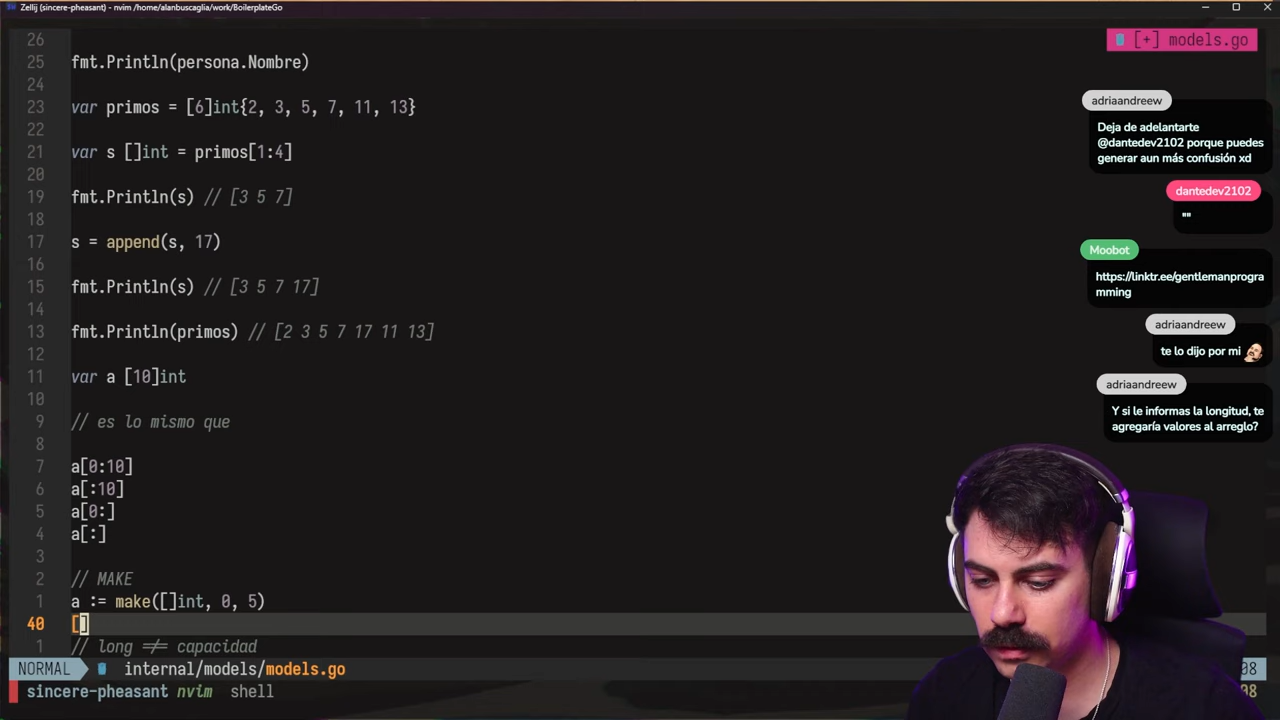 Zellij (sincere-pheasant) - nvim /home/alanbuscaglia/work/BoilerplateGo
[+] models.go
26
25 fmt.Println(persona.Nombre)
24
23 var primos = [6]int{2, 3, 5, 7, 11, 13}
22
21 var s []int = primos[1:4]
20
19 fmt.Println(s) // [3 5 7]
18
17 s = append(s, 17)
16
15 fmt.Println(s) // [3 5 7 17]
14
13 fmt.Println(primos) // [2 3 5 7 17 11 13]
12
11 var a [10]int
10
9 // es lo mismo que
8
7 a[0:10]
6 a[:10]
5 a[0:]
4 a[:]
3
2 // MAKE
1 a := make([]int, 0, 5)
40 []
1 // long != capacidad
NORMAL internal/models/models.go
08
sincere-pheasant nvim shell
08
adriaandreew
Deja de adelantarte
@dantedev2102 porque puedes
generar aun más confusión xd
dantedev2102
""
Moobot
https://linktr.ee/gentlemanprogra
mming
adriaandreew
te lo dijo por mi
adriaandreew
Y si le informas la longitud, te
agregaría valores al arreglo?